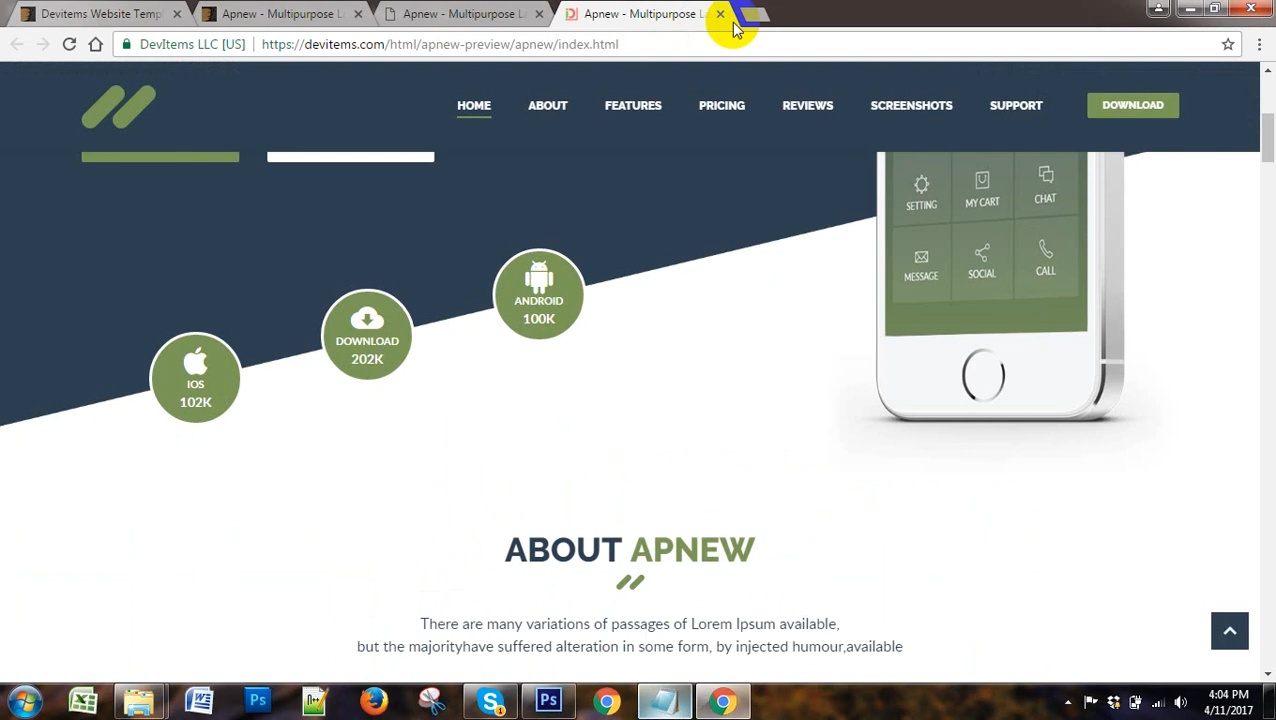 Devitems Website Temp
Apnew - Multipurpose L
Apnew - Multipurpose L
Apnew - Multipurpose L
DevItems LLC [US]
https://devitems.com/html/apnew-preview/apnew/index.html
HOME
ABOUT
FEATURES
PRICING
REVIEWS
SCREENSHOTS
SUPPORT
DOWNLOAD
SETTING
MY CART
CHAT
MESSAGE
SOCIAL
CALL
ANDROID
100K
DOWNLOAD
202K
IOS
102K
ABOUT APNEW
There are many variations of passages of Lorem Ipsum available,
but the majorityhave suffered alteration in some form, by injected humour,available
4:04 PM
4/11/2017